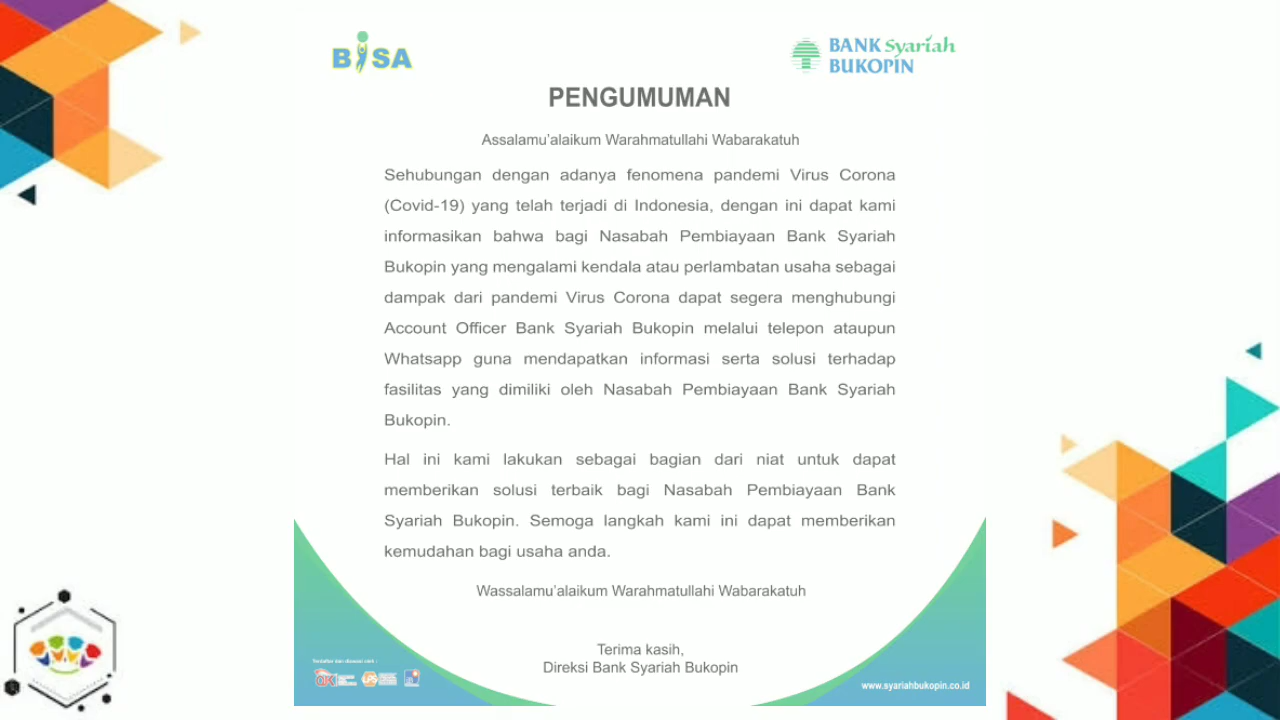 BISA
BANK Syariah
BUKOPIN
PENGUMUMAN
Assalamu'alaikum Warahmatullahi Wabarakatuh
Sehubungan dengan adanya fenomena pandemi Virus Corona
(Covid-19) yang telah terjadi di Indonesia, dengan ini dapat kami
informasikan bahwa bagi Nasabah Pembiayaan Bank Syariah
Bukopin yang mengalami kendala atau perlambatan usaha sebagai
dampak dari pandemi Virus Corona dapat segera menghubungi
Account Officer Bank Syariah Bukopin melalui telepon ataupun
Whatsapp guna mendapatkan informasi serta solusi terhadap
fasilitas yang dimiliki oleh Nasabah Pembiayaan Bank Syariah
Bukopin.
Hal ini kami lakukan sebagai bagian dari niat untuk dapat
memberikan solusi terbaik bagi Nasabah Pembiayaan Bank
Syariah Bukopin. Semoga langkah kami ini dapat memberikan
kemudahan bagi usaha anda.
Wassalamu'alaikum Warahmatullahi Wabarakatuh
Terima kasih,
Direksi Bank Syariah Bukopin
Terdaftar dan diawasi oleh :
LPS
www.syariahbukopin.co.id